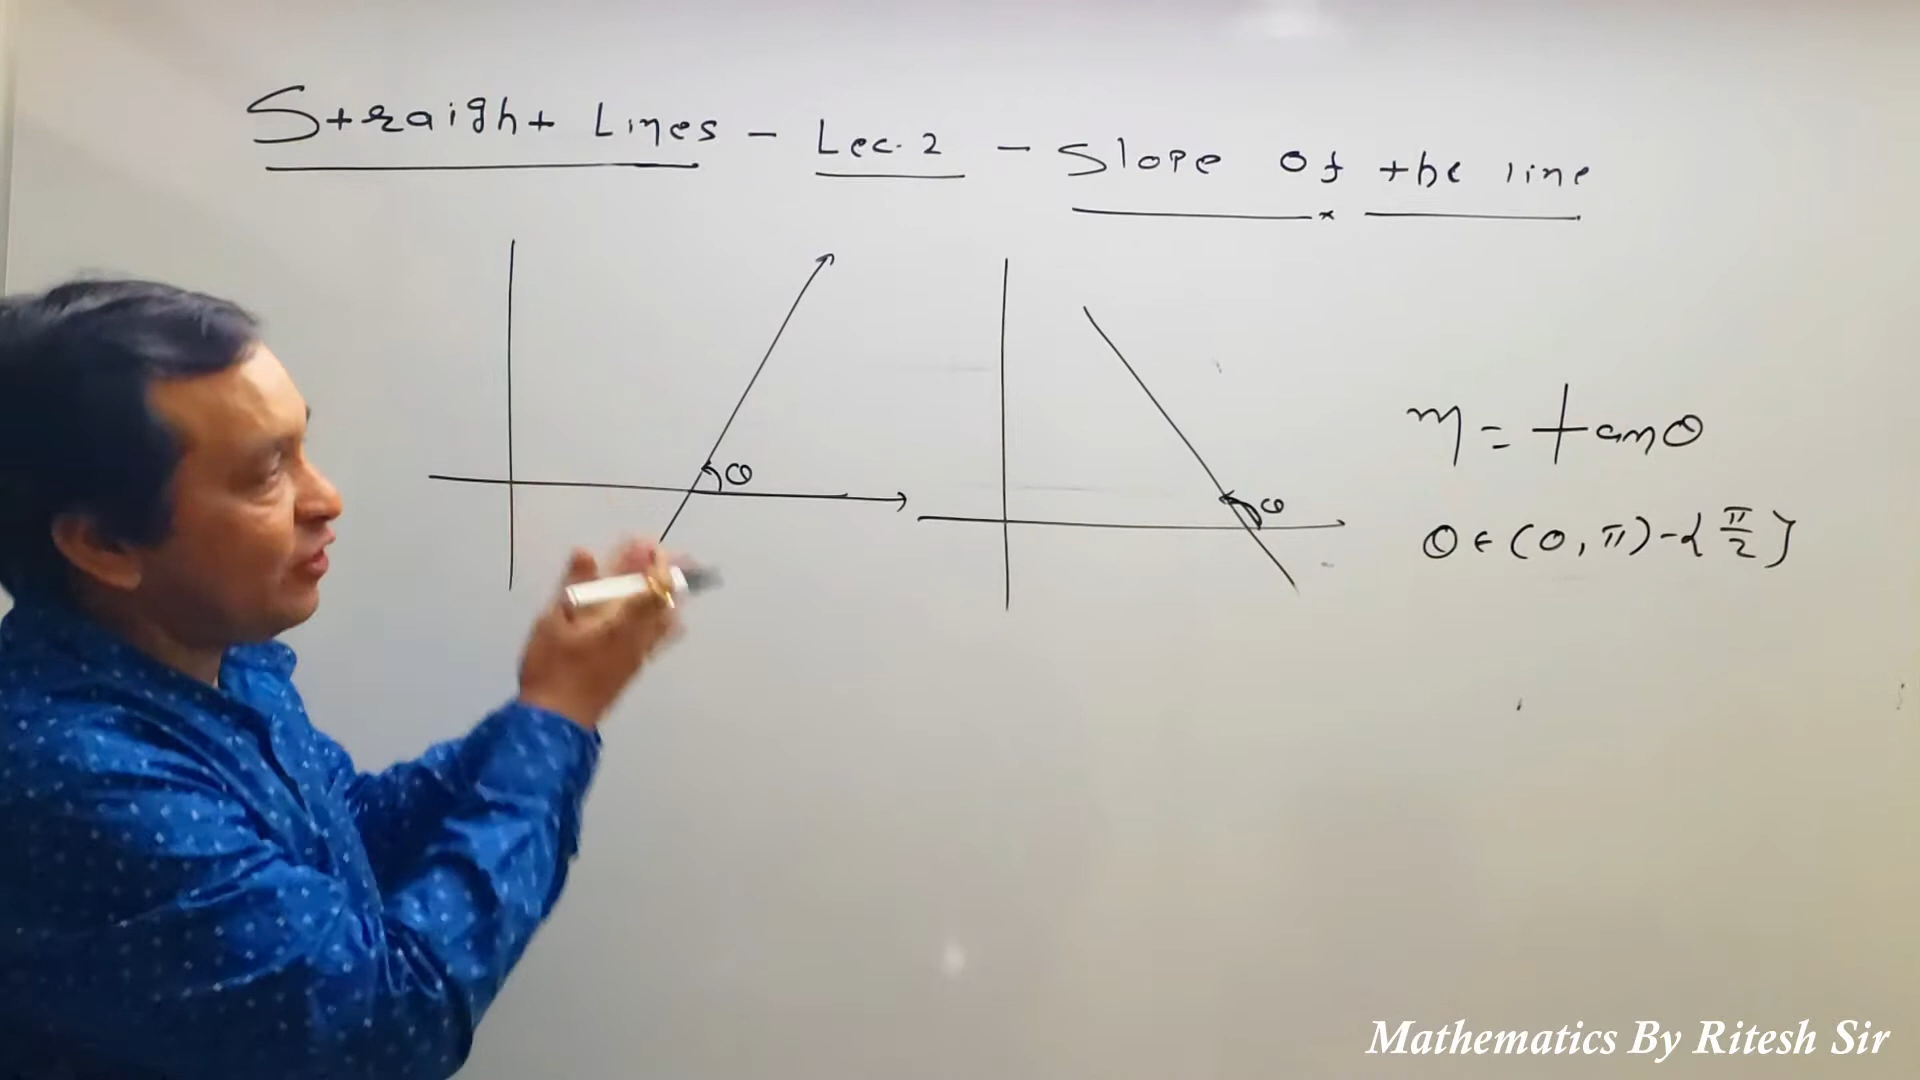 Straight Lines - Lec. 2 - Slope of the line
θ
θ
m = tanθ
θ ∈ (0, π) - {π/2}
Mathematics By Ritesh Sir